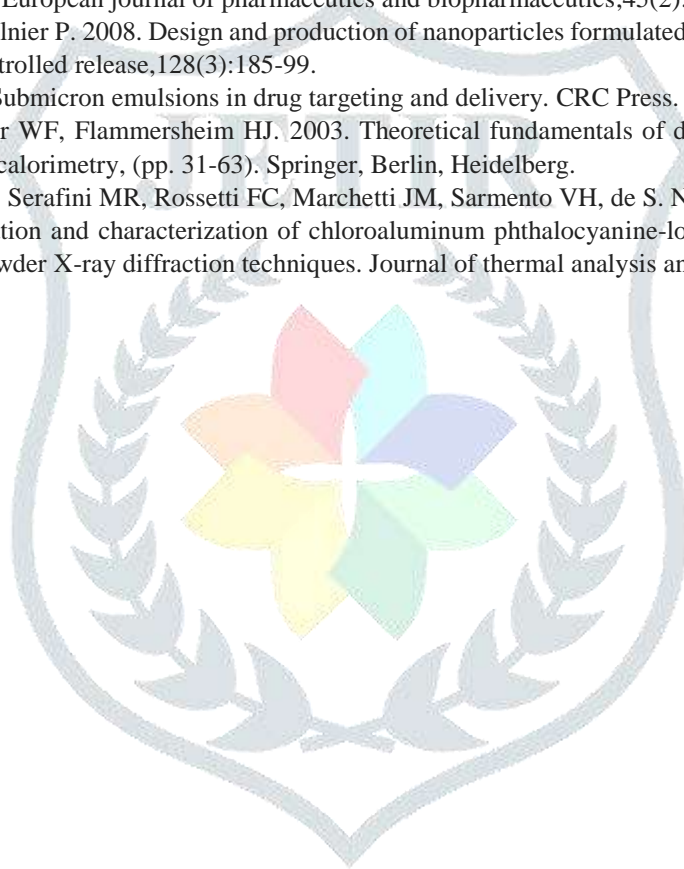 European journal of pharmaceutics and biopharmaceutics,45(2).
lnier P. 2008. Design and production of nanoparticles formulated
trolled release,128(3):185-99.
Submicron emulsions in drug targeting and delivery. CRC Press.
r WF, Flammersheim HJ. 2003. Theoretical fundamentals of d
calorimetry, (pp. 31-63). Springer, Berlin, Heidelberg.
Serafini MR, Rossetti FC, Marchetti JM, Sarmento VH, de S. N
tion and characterization of chloroaluminum phthalocyanine-lo
wder X-ray diffraction techniques. Journal of thermal analysis an
JETIR